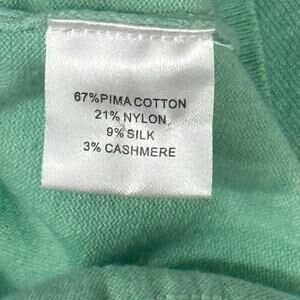 67%PIMA COTTON
21% NYLON
9% SILK
3% CASHMERE